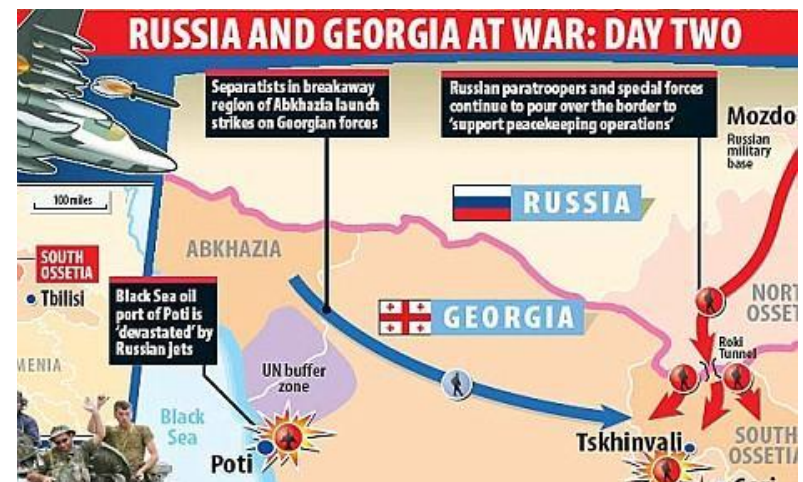 RUSSIA AND GEORGIA AT WAR: DAY TWO
Separatists in breakaway
region of Abkhazia launch
strikes on Georgian forces
Russian paratroopers and special forces
continue to pour over the border to
'support peacekeeping operations'
Mozdo
Russian
military
base
100 miles
RUSSIA
ABKHAZIA
SOUTH
OSSETIA
Tbilisi
Black Sea oil
port of Poti is
'devastated' by
Russian jets
GEORGIA
NORT
OSSET
Roki
Tunnel
MENIA
UN buffer
zone
Black
Sea
Poti
Tskhinvali
SOUTH
OSSETIA